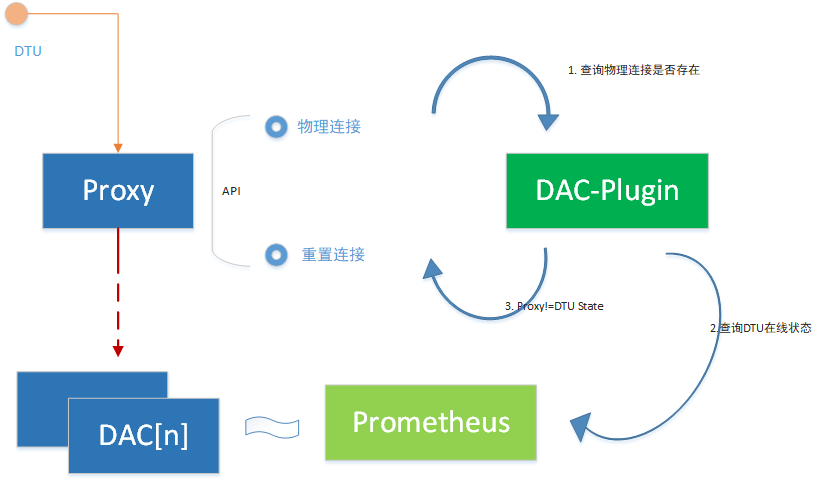 DTU
1. 查询物理连接是否存在
物理连接
Proxy
API
DAC-Plugin
重置连接
3. Proxy!=DTU State
2.查询DTU在线状态
DAC[n]
Prometheus